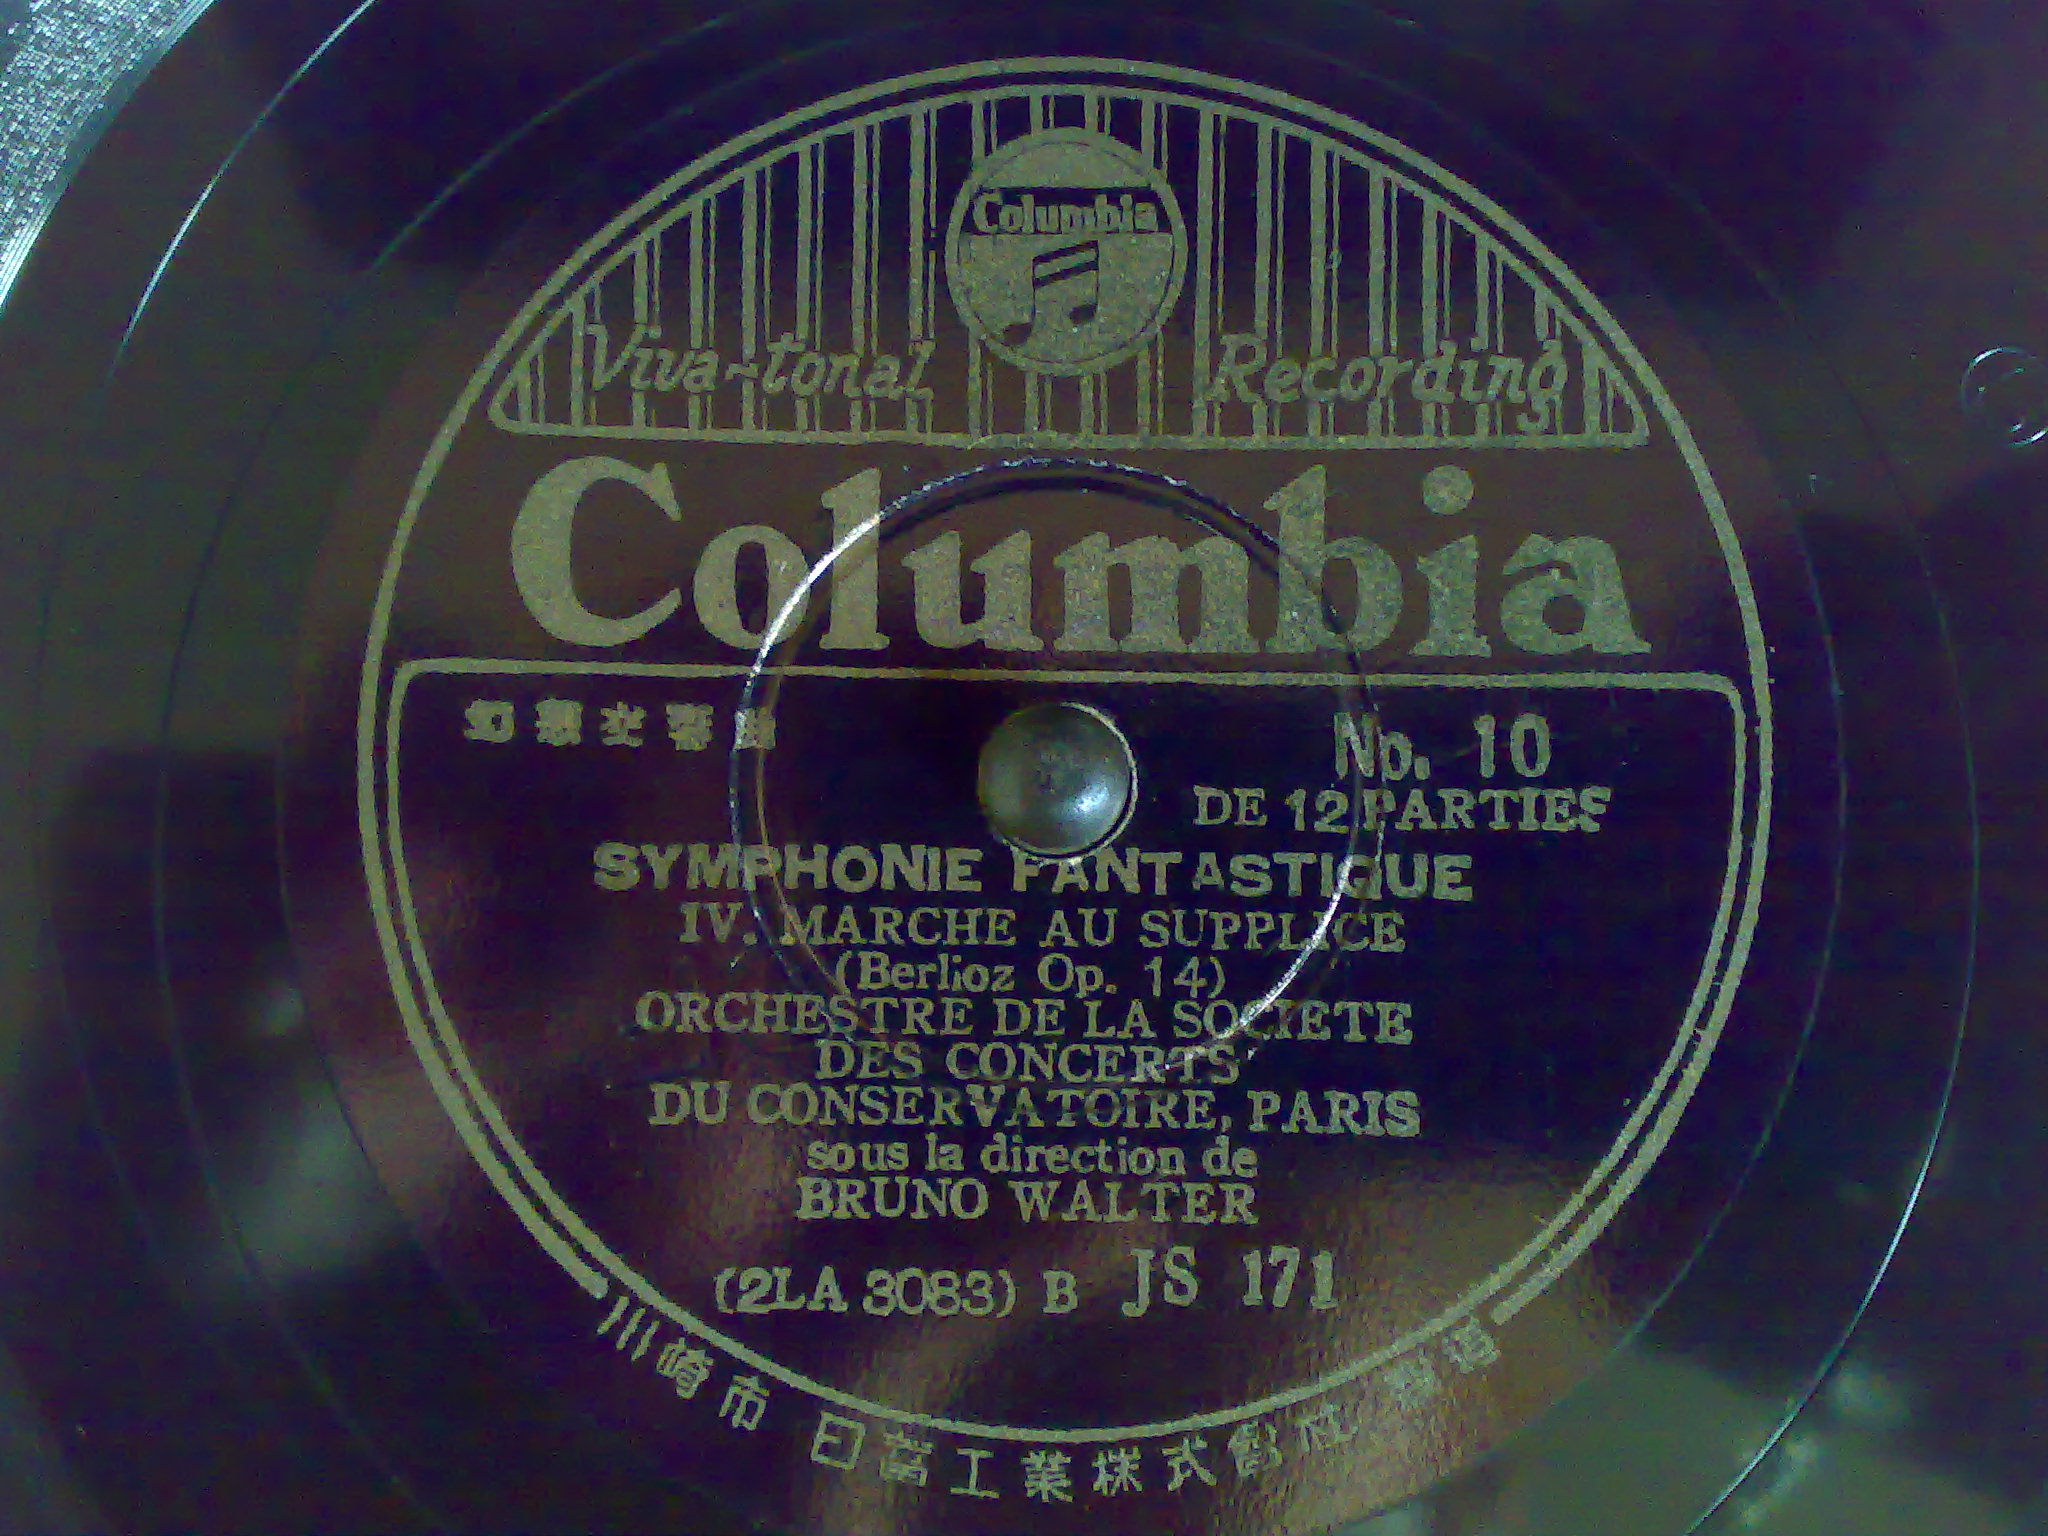 Columbia
Viva-tonal Recording
Columbia
幻想交響曲
No. 10
DE 12 PARTIES
SYMPHONIE FANTASTIQUE
IV. MARCHE AU SUPPLICE
(Berlioz Op. 14)
ORCHESTRE DE LA SOCIETE
DES CONCERTS
DU CONSERVATOIRE, PARIS
sous la direction de
BRUNO WALTER
(2LA 3083) B JS 171
川崎市 日蓄工業株式會社